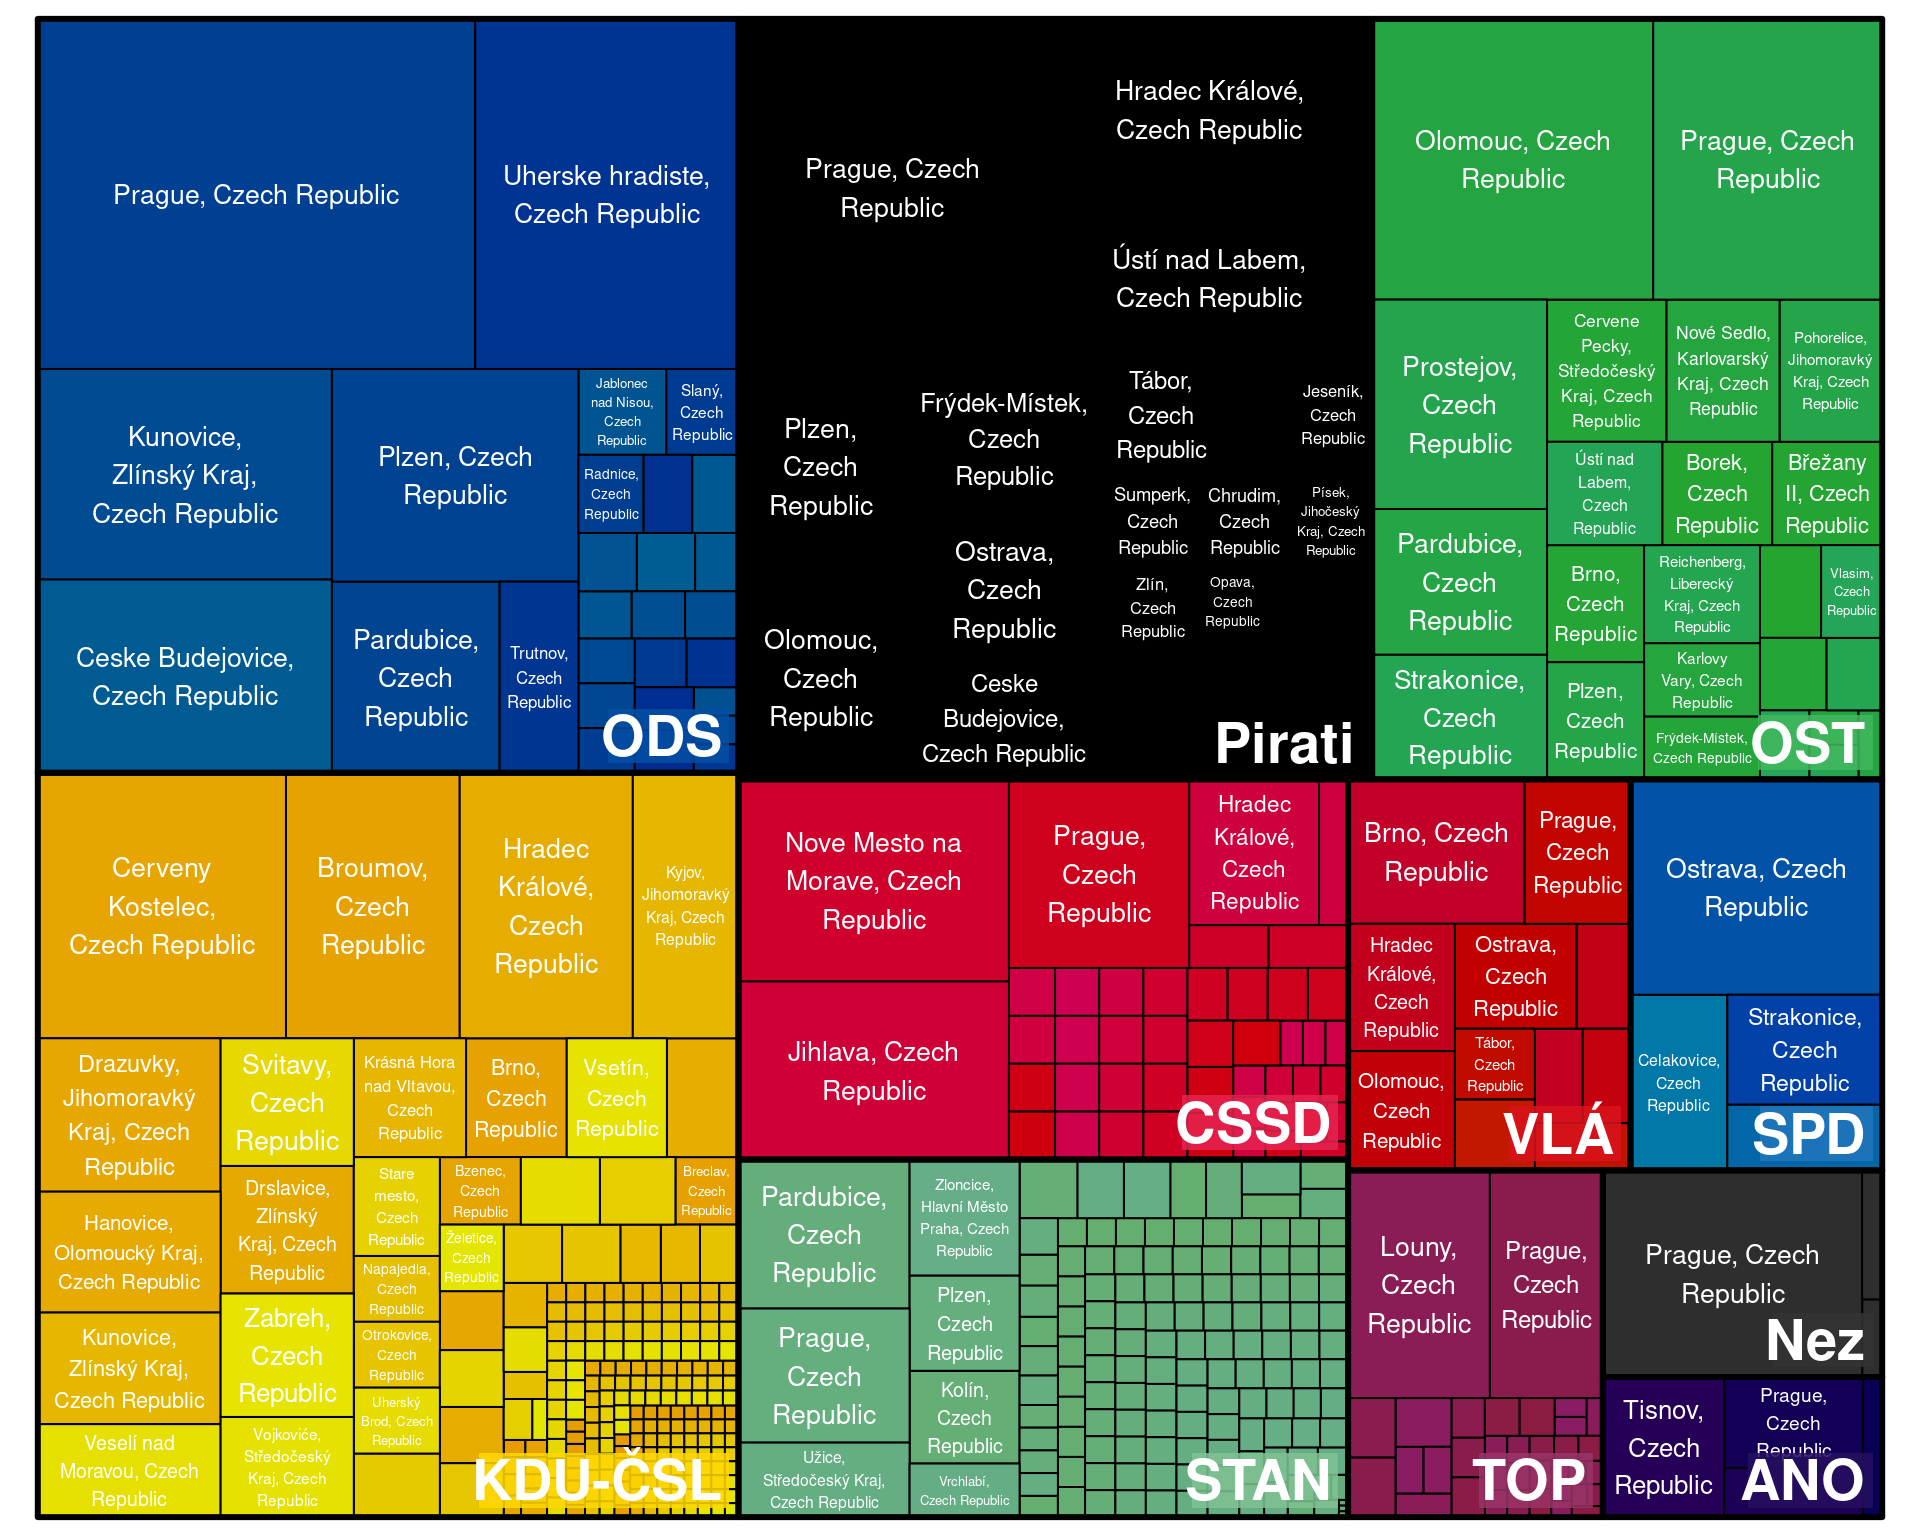 Prague, Czech Republic
Uherske hradiste,
Czech Republic
Kunovice,
Zlínský Kraj,
Czech Republic
Plzen, Czech
Republic
Jablonec
nad Nisou,
Czech
Republic
Slaný,
Czech
Republic
Radnice,
Czech
Republic
Ceske Budejovice,
Czech Republic
Pardubice,
Czech
Republic
Trutnov,
Czech
Republic
ODS
Prague, Czech
Republic
Hradec Králové,
Czech Republic
Ústí nad Labem,
Czech Republic
Plzen,
Czech
Republic
Frýdek-Místek,
Czech
Republic
Tábor,
Czech
Republic
Jeseník,
Czech
Republic
Sumperk,
Czech
Republic
Chrudim,
Czech
Republic
Písek,
Jihočeský
Kraj, Czech
Republic
Ostrava,
Czech
Republic
Zlín,
Czech
Republic
Opava,
Czech
Republic
Olomouc,
Czech
Republic
Ceske
Budejovice,
Czech Republic
Pirati
Olomouc, Czech
Republic
Prague, Czech
Republic
Prostejov,
Czech
Republic
Cervene
Pecky,
Středočeský
Kraj, Czech
Republic
Nové Sedlo,
Karlovarský
Kraj, Czech
Republic
Pohorelice,
Jihomoravký
Kraj, Czech
Republic
Ústí nad
Labem,
Czech
Republic
Borek,
Czech
Republic
Břežany
II, Czech
Republic
Pardubice,
Czech
Republic
Brno,
Czech
Republic
Reichenberg,
Liberecký
Kraj, Czech
Republic
Vlasim,
Czech
Republic
Strakonice,
Czech
Republic
Plzen,
Czech
Republic
Karlovy
Vary, Czech
Republic
Frýdek-Místek,
Czech Republic
OST
Cerveny
Kostelec,
Czech Republic
Broumov,
Czech
Republic
Hradec
Králové,
Czech
Republic
Kyjov,
Jihomoravký
Kraj, Czech
Republic
Drazuvky,
Jihomoravký
Kraj, Czech
Republic
Svitavy,
Czech
Republic
Krásná Hora
nad Vltavou,
Czech
Republic
Brno,
Czech
Republic
Vsetín,
Czech
Republic
Hanovice,
Olomoucký Kraj,
Czech Republic
Drslavice,
Zlínský
Kraj, Czech
Republic
Stare
mesto,
Czech
Republic
Bzenec,
Czech
Republic
Breclav,
Czech
Republic
Želetice,
Czech
Republic
Napajedla,
Czech
Republic
Kunovice,
Zlínský Kraj,
Czech Republic
Zabreh,
Czech
Republic
Otrokovice,
Czech
Republic
Uherský
Brod, Czech
Republic
Veselí nad
Moravou, Czech
Republic
Vojkovice,
Středočeský
Kraj, Czech
Republic
KDU-ČSL
Nove Mesto na
Morave, Czech
Republic
Prague,
Czech
Republic
Hradec
Králové,
Czech
Republic
Jihlava, Czech
Republic
CSSD
Brno, Czech
Republic
Prague,
Czech
Republic
Hradec
Králové,
Czech
Republic
Ostrava,
Czech
Republic
Olomouc,
Czech
Republic
Tábor,
Czech
Republic
VLÁ
Ostrava, Czech
Republic
Celakovice,
Czech
Republic
Strakonice,
Czech
Republic
SPD
Pardubice,
Czech
Republic
Zloncice,
Hlavní Město
Praha, Czech
Republic
Prague,
Czech
Republic
Plzen,
Czech
Republic
Kolín,
Czech
Republic
Užice,
Středočeský Kraj,
Czech Republic
Vrchlabí,
Czech Republic
STAN
Louny,
Czech
Republic
Prague,
Czech
Republic
TOP
Prague, Czech
Republic
Nez
Tisnov,
Czech
Republic
Prague,
Czech
Republic
ANO